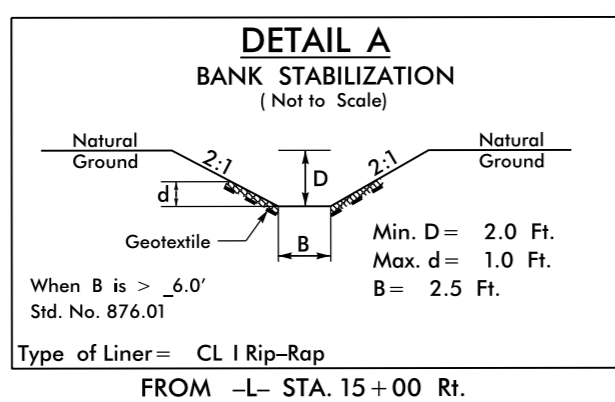 DETAIL A
BANK STABILIZATION
( Not to Scale)
Natural
Ground
2:1
D
2:1
Natural
Ground
d
Geotextile
B
Min. D= 2.0 Ft.
Max. d= 1.0 Ft.
B= 2.5 Ft.
When B is > _6.0'
Std. No. 876.01
Type of Liner= CL I Rip-Rap
FROM -L- STA. 15+00 Rt.